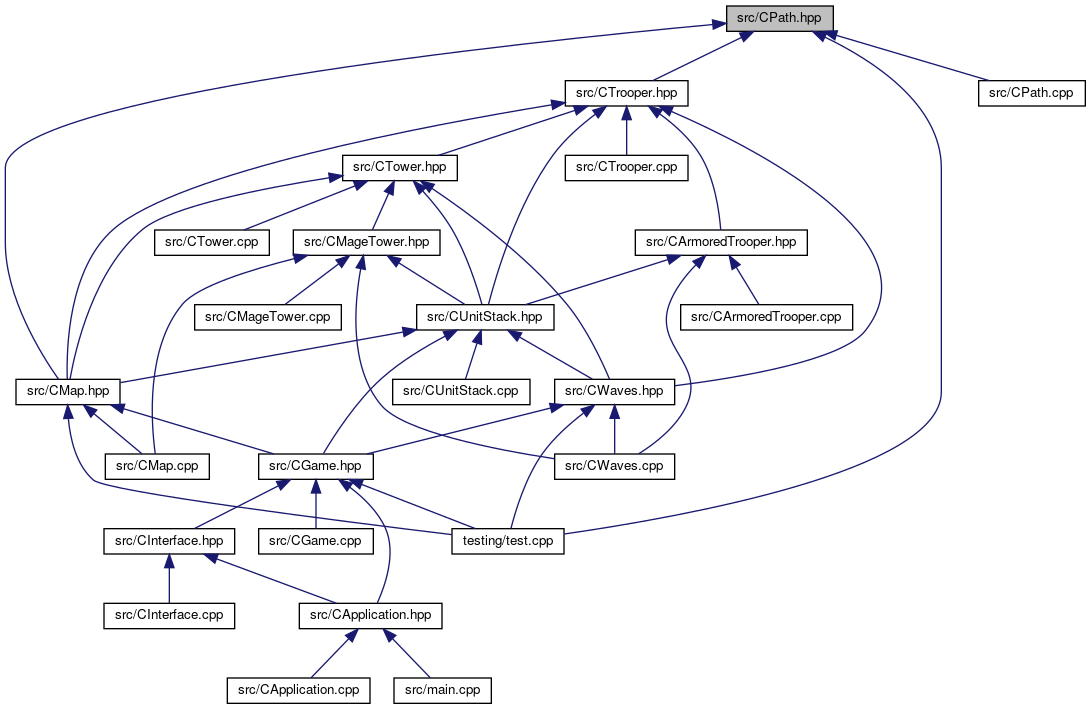 src/CPath.hpp
src/CTrooper.hpp
src/CPath.cpp
src/CTower.hpp
src/CTrooper.cpp
src/CTower.cpp
src/CMageTower.hpp
src/CArmoredTrooper.hpp
src/CMageTower.cpp
src/CUnitStack.hpp
src/CArmoredTrooper.cpp
src/CMap.hpp
src/CUnitStack.cpp
src/CWaves.hpp
src/CMap.cpp
src/CGame.hpp
src/CWaves.cpp
src/CInterface.hpp
src/CGame.cpp
testing/test.cpp
src/CInterface.cpp
src/CApplication.hpp
src/CApplication.cpp
src/main.cpp